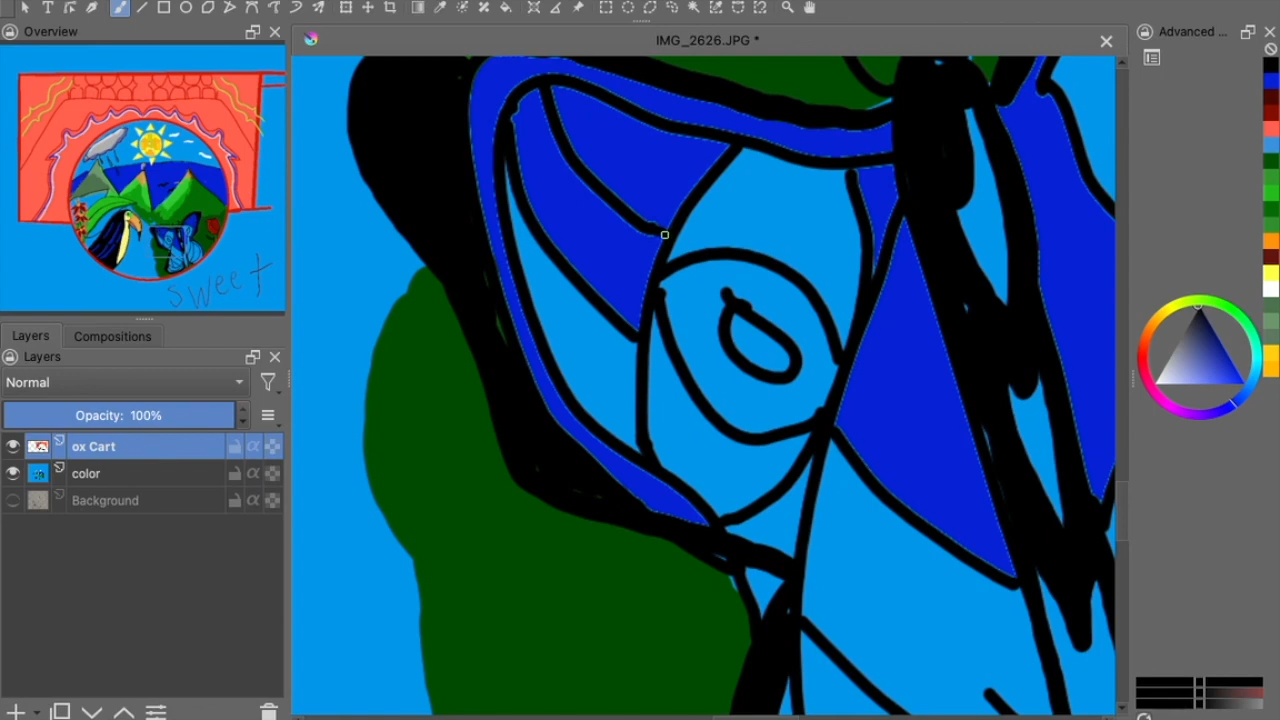 Overview
IMG_2626.JPG *
Advanced ...
sweet
Layers
Compositions
Layers
Normal
Opacity: 100%
ox Cart
color
Background